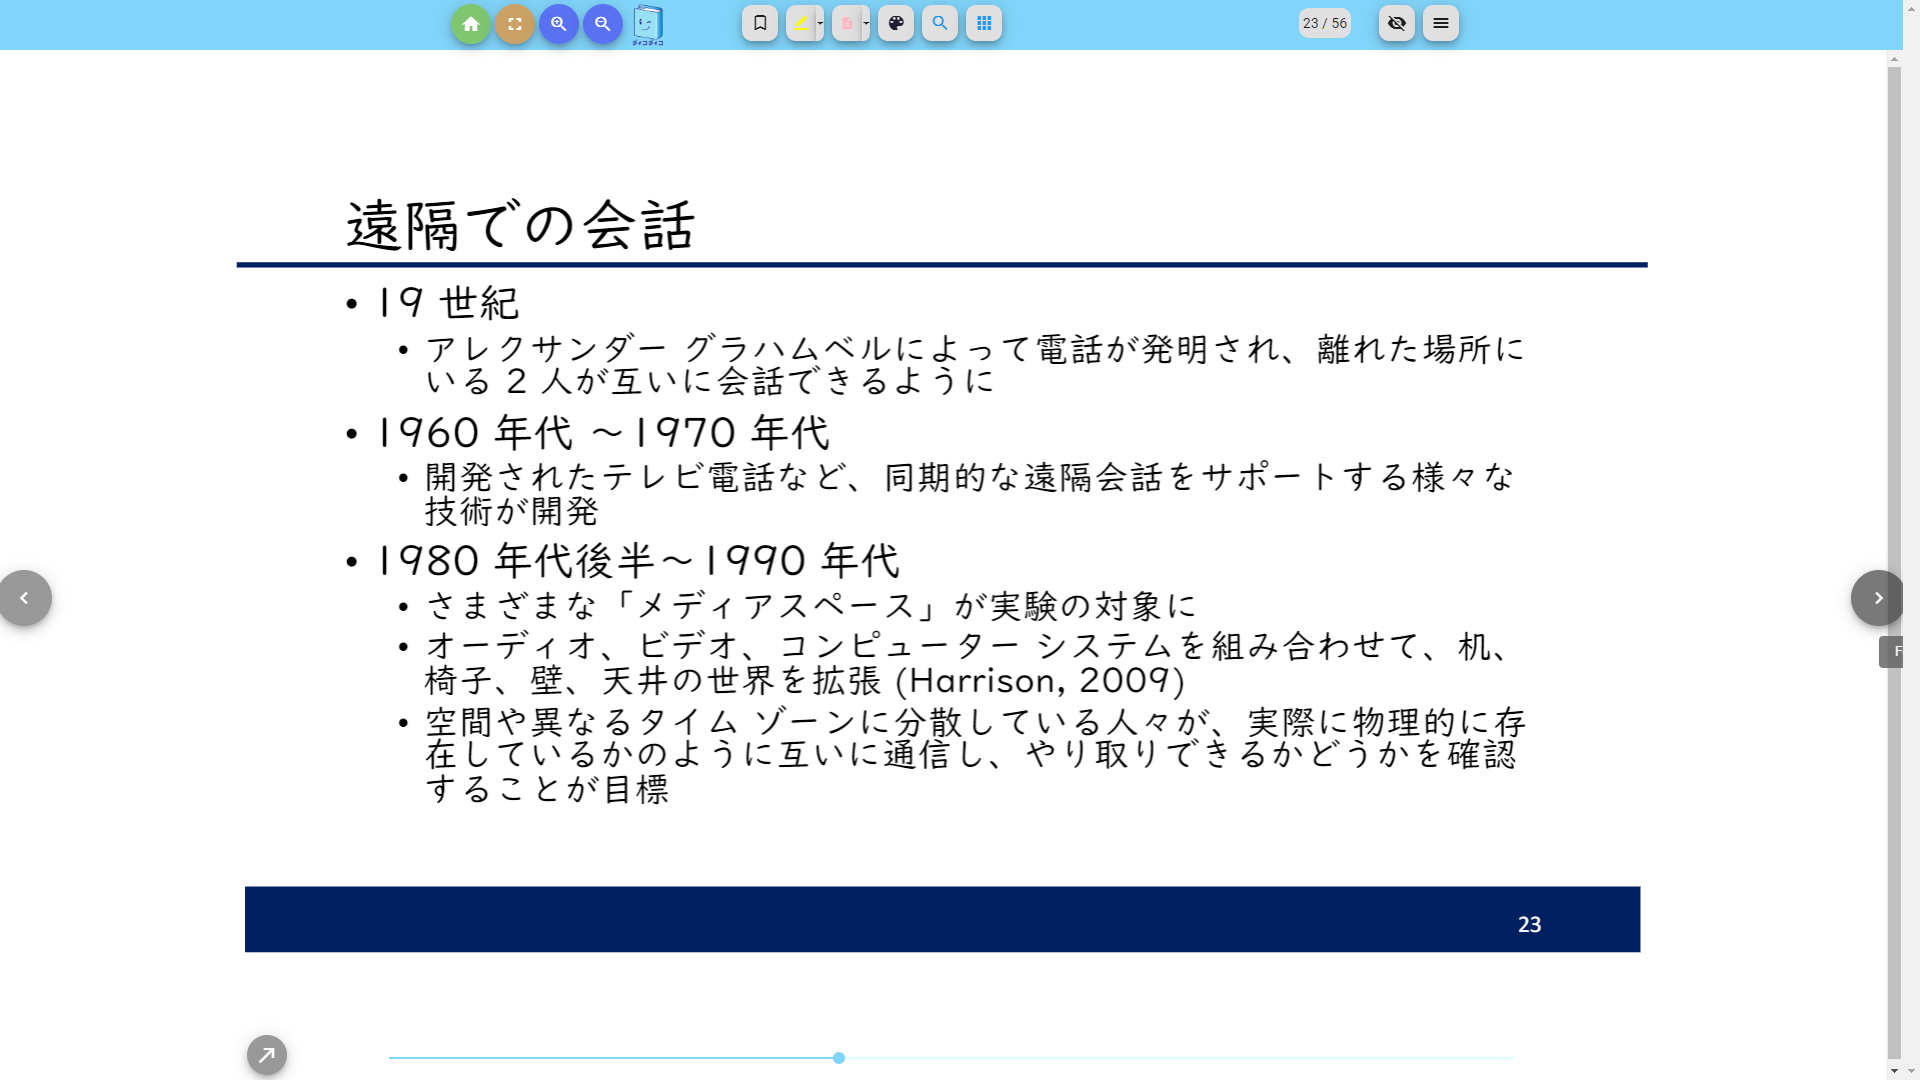 ダィコダィコ
23 / 56
遠隔での会話
• 19 世紀
• アレクサンダー グラハムベルによって電話が発明され、離れた場所に
いる 2 人が互いに会話できるように
• 1960 年代 ～1970 年代
• 開発されたテレビ電話など、同期的な遠隔会話をサポートする様々な
技術が開発
• 1980 年代後半～1990 年代
• さまざまな「メディアスペース」が実験の対象に
• オーディオ、ビデオ、コンピューター システムを組み合わせて、机、
椅子、壁、天井の世界を拡張 (Harrison, 2009)
• 空間や異なるタイム ゾーンに分散している人々が、実際に物理的に存
在しているかのように互いに通信し、やり取りできるかどうかを確認
することが目標
F
23